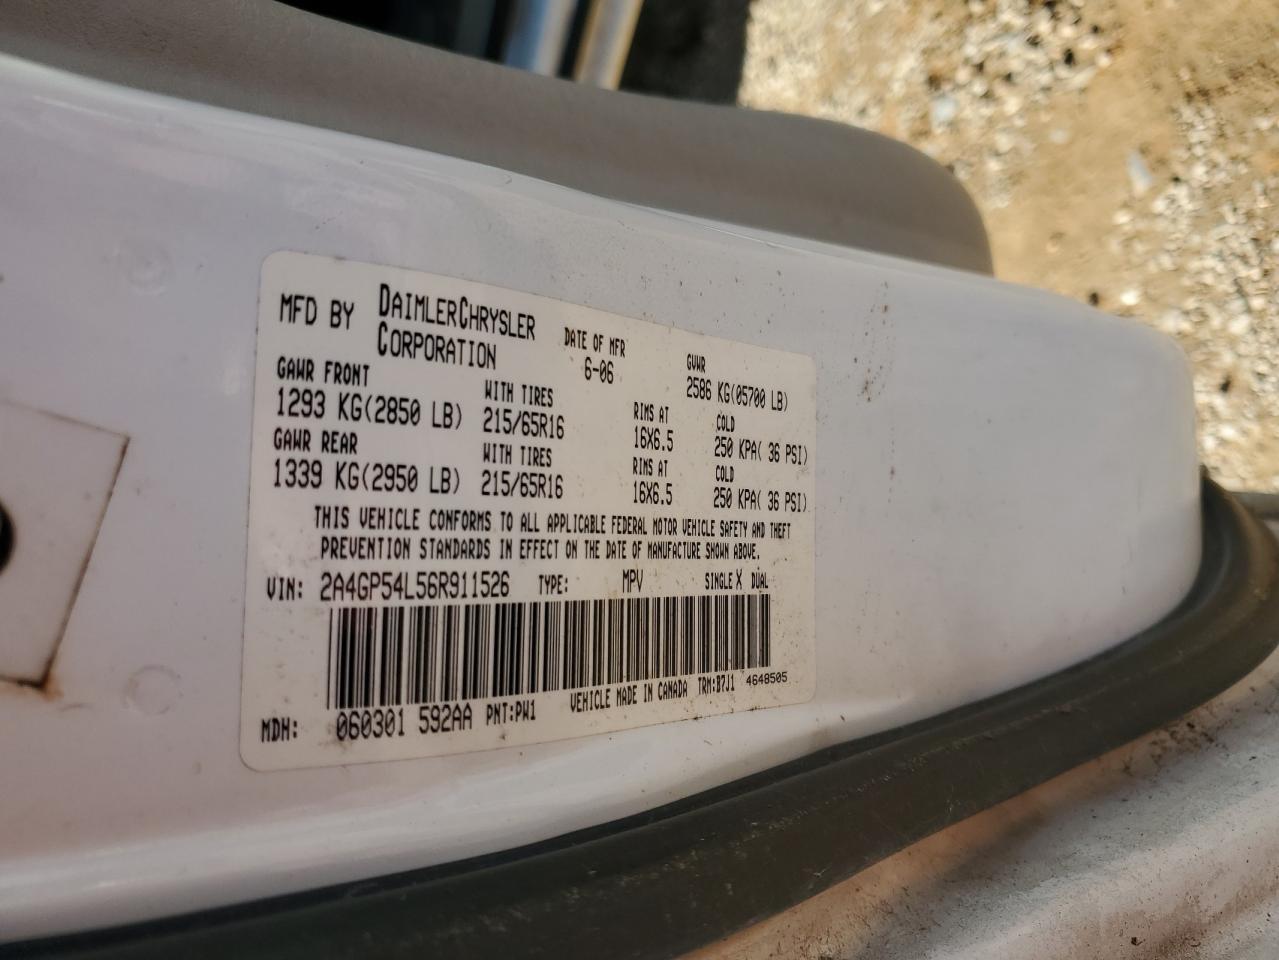 MFD BY DAIMLERCHRYSLER CORPORATION DATE OF MFR 6-06 GVWR 2586 KG(05700 LB)
GAWR FRONT WITH TIRES RIMS AT COLD
1293 KG(2850 LB) 215/65R16 16X6.5 250 KPA( 36 PSI)
GAWR REAR WITH TIRES RIMS AT COLD
1339 KG(2950 LB) 215/65R16 16X6.5 250 KPA( 36 PSI)
THIS VEHICLE CONFORMS TO ALL APPLICABLE FEDERAL MOTOR VEHICLE SAFETY AND THEFT
PREVENTION STANDARDS IN EFFECT ON THE DATE OF MANUFACTURE SHOWN ABOVE.
VIN: 2A4GP54L56R911526 TYPE: MPV SINGLE X DUAL
MDH: 060301 592AA PNT:PW1 VEHICLE MADE IN CANADA TRM:B7J1 4648505